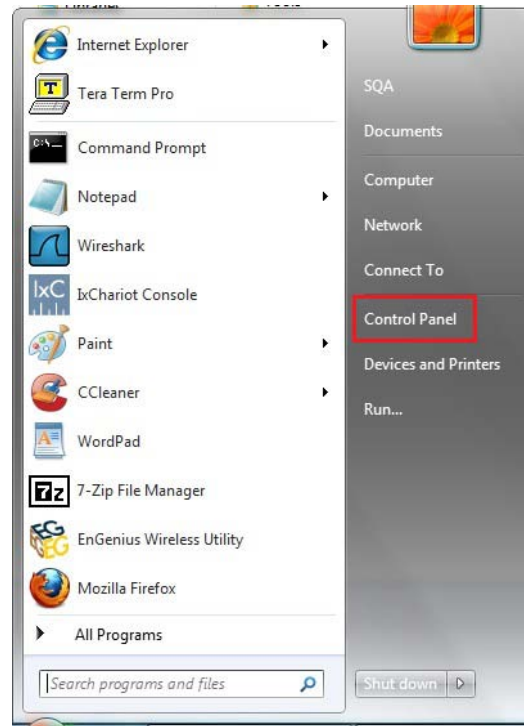 Internet Explorer
Tera Term Pro
Command Prompt
Notepad
Wireshark
IxChariot Console
Paint
CCleaner
WordPad
7-Zip File Manager
EnGenius Wireless Utility
Mozilla Firefox
All Programs
Search programs and files
SQA
Documents
Computer
Network
Connect To
Control Panel
Devices and Printers
Run...
Shut down